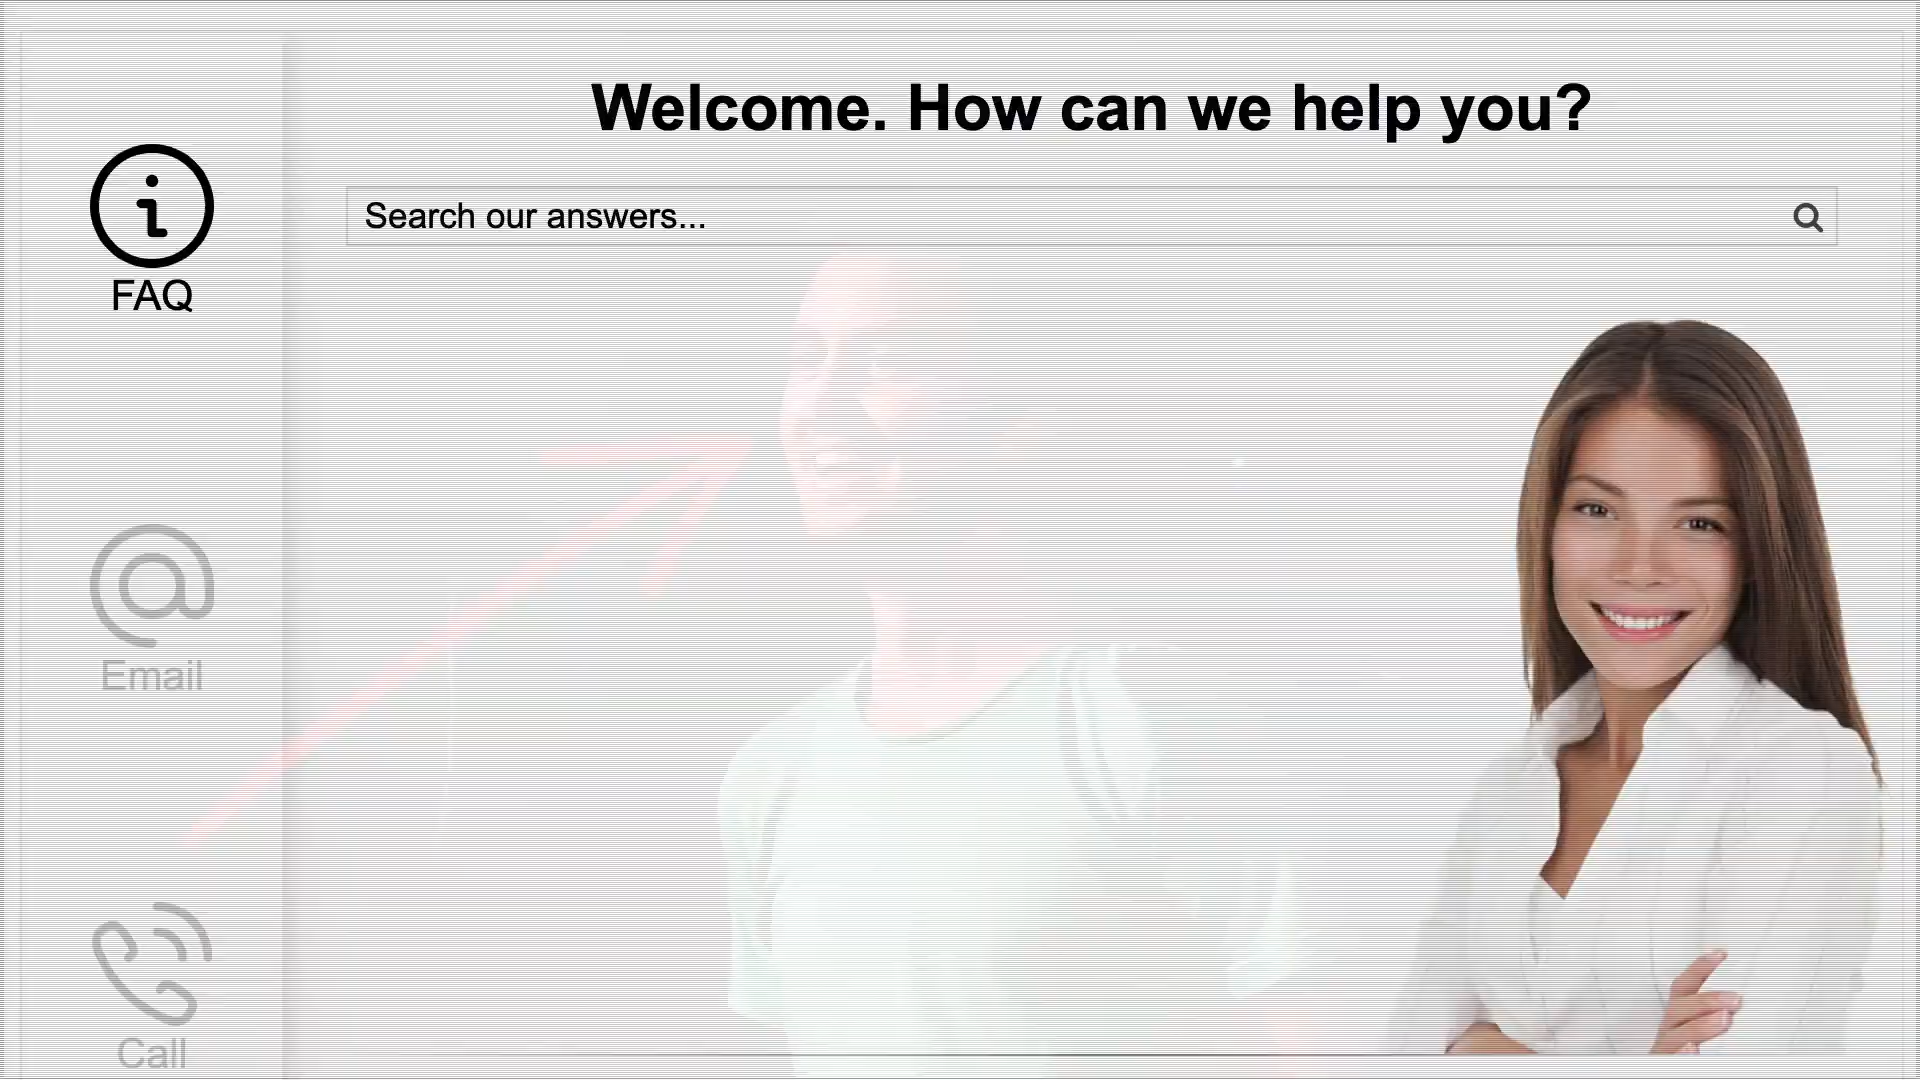 Welcome. How can we help you?
Search our answers...
FAQ
Email
Call